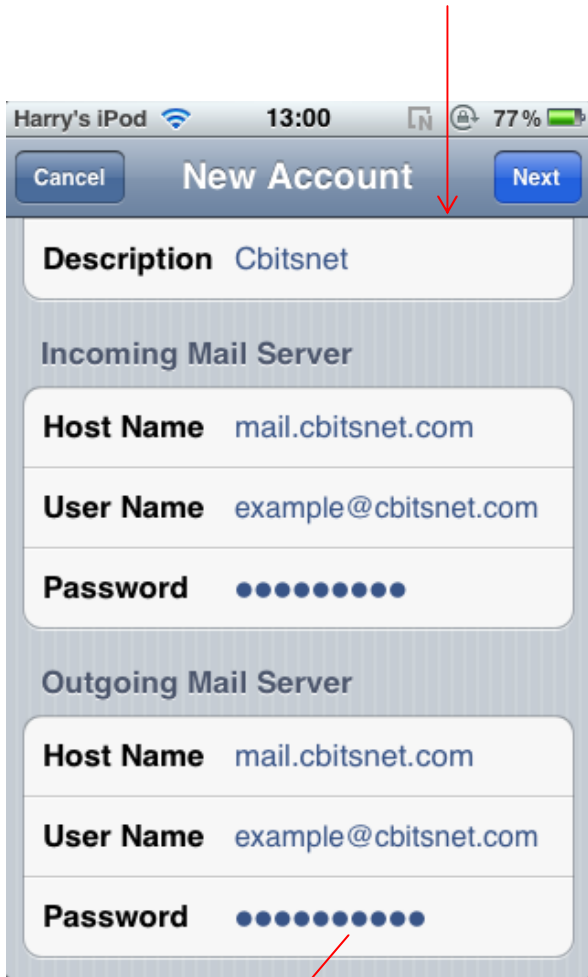 Harry's iPod 13:00 77%
Cancel New Account Next
Description Cbitsnet
Incoming Mail Server
Host Name mail.cbitsnet.com
User Name example@cbitsnet.com
Password ●●●●●●●●●
Outgoing Mail Server
Host Name mail.cbitsnet.com
User Name example@cbitsnet.com
Password ●●●●●●●●●●